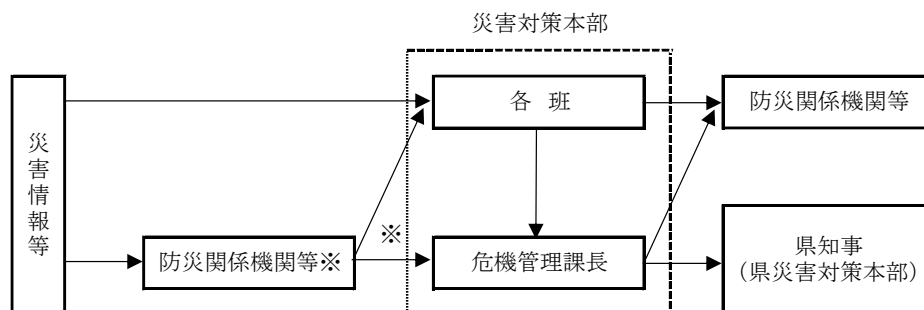 災害対策本部
各 班
防災関係機関等
災害情報等
※
防災関係機関等※
危機管理課長
県知事
（県災害対策本部）